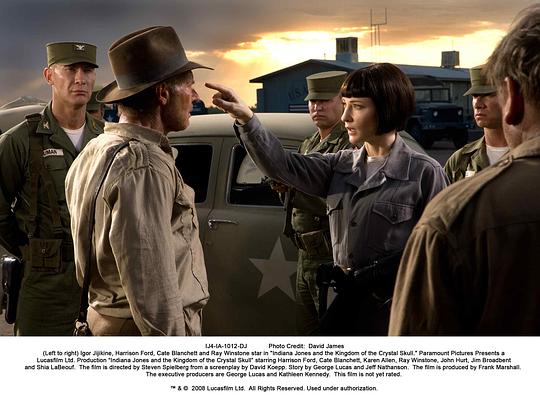 USA
IJ4-IA-1012-DJ Photo Credit: David James
(Left to right) Igor Jijikine, Harrison Ford, Cate Blanchett and Ray Winstone star in "Indiana Jones and the Kingdom of the Crystal Skull." Paramount Pictures Presents a
Lucasfilm Ltd. Production "Indiana Jones and the Kingdom of the Crystal Skull" starring Harrison Ford, Cate Blanchett, Karen Allen, Ray Winstone, John Hurt, Jim Broadbent
and Shia LaBeouf. The film is directed by Steven Spielberg from a screenplay by David Koepp. Story by George Lucas and Jeff Nathanson. The film is produced by Frank Marshall.
The executive producers are George Lucas and Kathleen Kennedy. This film is not yet rated.
™ & © 2008 Lucasfilm Ltd. All Rights Reserved. Used under authorization.